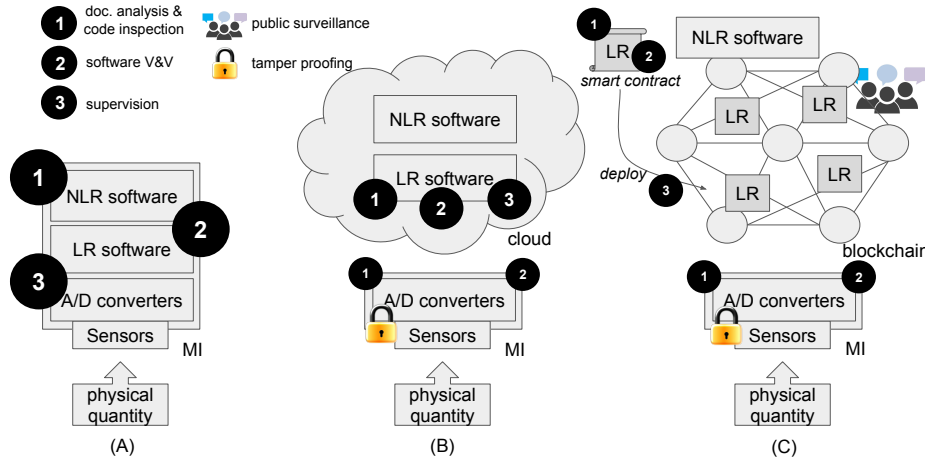 1
doc. analysis &
code inspection
public surveillance
2
software V&V
tamper proofing
3
supervision
1
NLR software
2
LR software
3
A/D converters
Sensors
MI
physical
quantity
(A)
NLR software
LR software
1
2
3
cloud
1
2
A/D converters
Sensors
MI
physical
quantity
(B)
1
LR
2
smart contract
NLR software
LR
LR
deploy
3
LR
LR
blockchain
1
2
A/D converters
Sensors
MI
physical
quantity
(C)